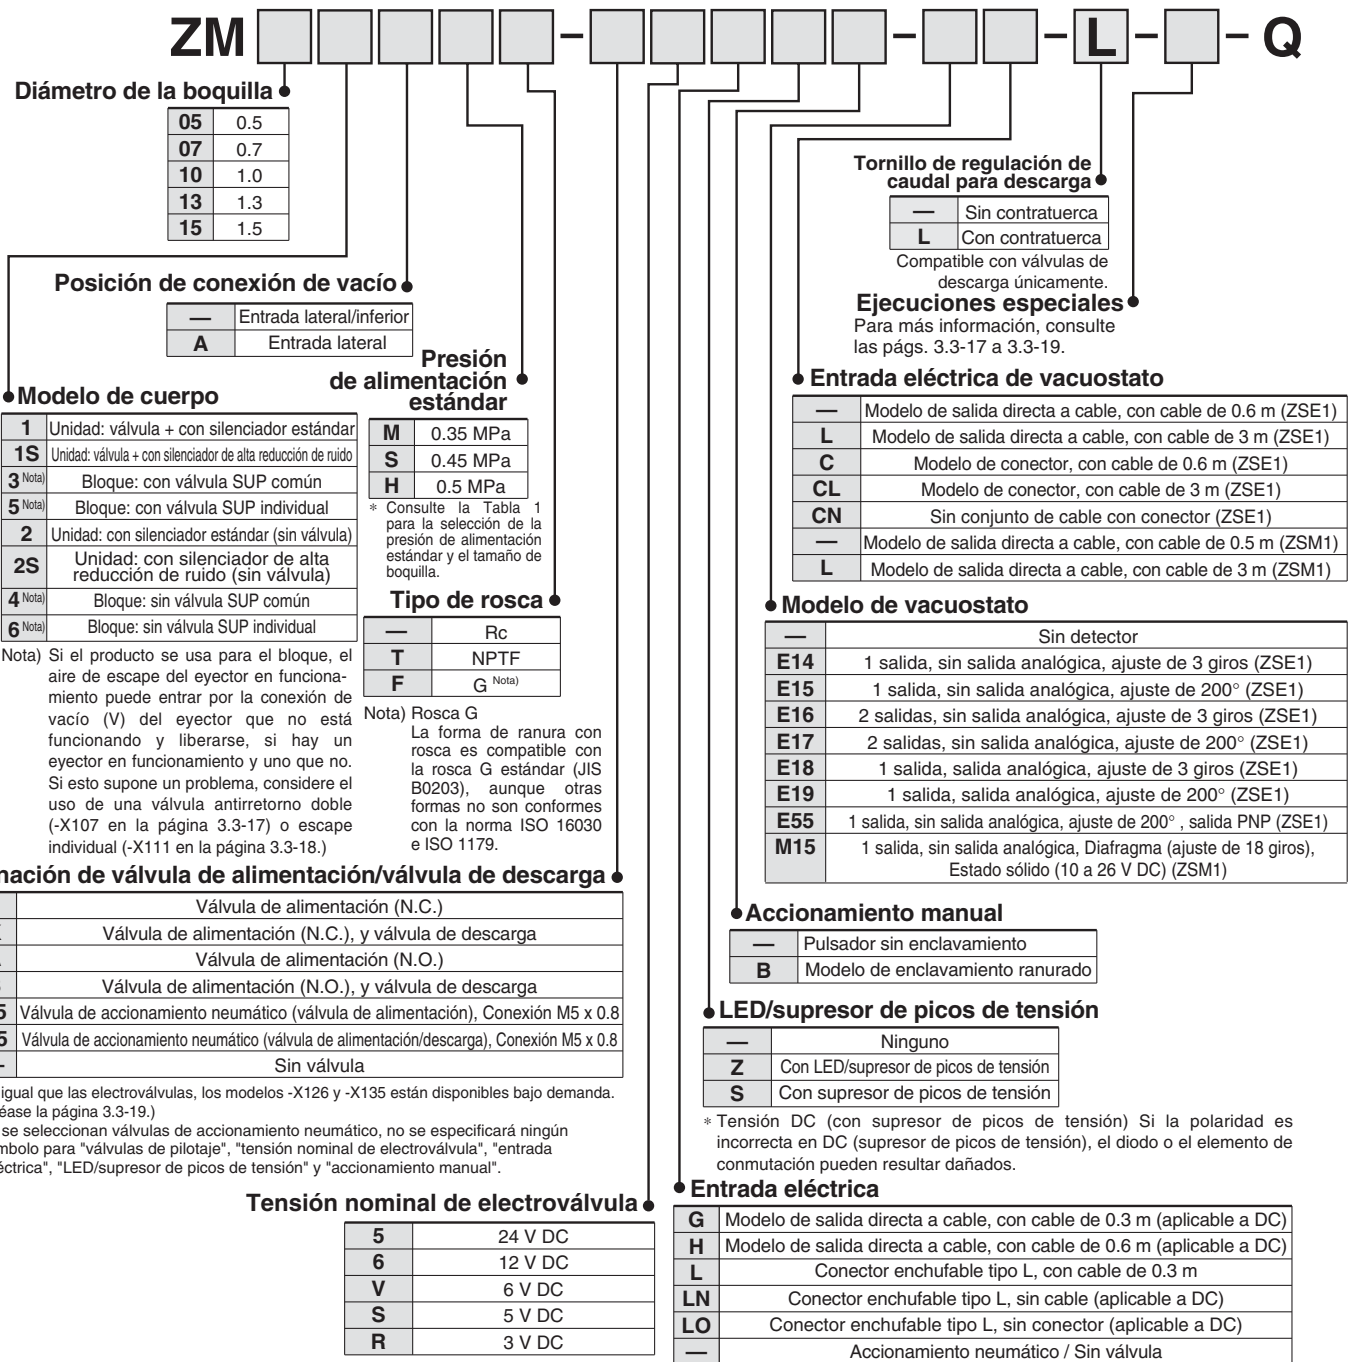 ZM - - - L - - Q
Diámetro de la boquilla
05 0.5
07 0.7
10 1.0
13 1.3
15 1.5
Posición de conexión de vacío
— Entrada lateral/inferior
A Entrada lateral
Modelo de cuerpo
1 Unidad: válvula + con silenciador estándar
1S Unidad: válvula + con silenciador de alta reducción de ruido
3 Nota) Bloque: con válvula SUP común
5 Nota) Bloque: con válvula SUP individual
2 Unidad: con silenciador estándar (sin válvula)
2S Unidad: con silenciador de alta
reducción de ruido (sin válvula)
4 Nota) Bloque: sin válvula SUP común
6 Nota) Bloque: sin válvula SUP individual
Nota) Si el producto se usa para el bloque, el
aire de escape del eyector en funciona-
miento puede entrar por la conexión de
vacío (V) del eyector que no está
funcionando y liberarse, si hay un
eyector en funcionamiento y uno que no.
Si esto supone un problema, considere el
uso de una válvula antirretorno doble
(-X107 en la página 3.3-17) o escape
individual (-X111 en la página 3.3-18.)
Presión
de alimentación
estándar
M 0.35 MPa
S 0.45 MPa
H 0.5 MPa
* Consulte la Tabla 1
para la selección de la
presión de alimentación
estándar y el tamaño de
boquilla.
Tipo de rosca
— Rc
T NPTF
F G Nota)
Nota) Rosca G
La forma de ranura con
rosca es compatible con
la rosca G estándar (JIS
B0203), aunque otras
formas no son conformes
con la norma ISO 16030
e ISO 1179.
nación de válvula de alimentación/válvula de descarga
Válvula de alimentación (N.C.)
Válvula de alimentación (N.C.), y válvula de descarga
Válvula de alimentación (N.O.)
Válvula de alimentación (N.O.), y válvula de descarga
5 Válvula de accionamiento neumático (válvula de alimentación), Conexión M5 x 0.8
5 Válvula de accionamiento neumático (válvula de alimentación/descarga), Conexión M5 x 0.8
Sin válvula
igual que las electroválvulas, los modelos -X126 y -X135 están disponibles bajo demanda.
éase la página 3.3-19.)
se seleccionan válvulas de accionamiento neumático, no se especificará ningún
mbolo para "válvulas de pilotaje", "tensión nominal de electroválvula", "entrada
éctrica", "LED/supresor de picos de tensión" y "accionamiento manual".
Tensión nominal de electroválvula
5 24 V DC
6 12 V DC
V 6 V DC
S 5 V DC
R 3 V DC
Tornillo de regulación de
caudal para descarga
— Sin contratuerca
L Con contratuerca
Compatible con válvulas de
descarga únicamente.
Ejecuciones especiales
Para más información, consulte
las págs. 3.3-17 a 3.3-19.
Entrada eléctrica de vacuostato
— Modelo de salida directa a cable, con cable de 0.6 m (ZSE1)
L Modelo de salida directa a cable, con cable de 3 m (ZSE1)
C Modelo de conector, con cable de 0.6 m (ZSE1)
CL Modelo de conector, con cable de 3 m (ZSE1)
CN Sin conjunto de cable con conector (ZSE1)
— Modelo de salida directa a cable, con cable de 0.5 m (ZSM1)
L Modelo de salida directa a cable, con cable de 3 m (ZSM1)
Modelo de vacuostato
— Sin detector
E14 1 salida, sin salida analógica, ajuste de 3 giros (ZSE1)
E15 1 salida, sin salida analógica, ajuste de 200° (ZSE1)
E16 2 salidas, sin salida analógica, ajuste de 3 giros (ZSE1)
E17 2 salidas, sin salida analógica, ajuste de 200° (ZSE1)
E18 1 salida, salida analógica, ajuste de 3 giros (ZSE1)
E19 1 salida, salida analógica, ajuste de 200° (ZSE1)
E55 1 salida, sin salida analógica, ajuste de 200° , salida PNP (ZSE1)
M15 1 salida, sin salida analógica, Diafragma (ajuste de 18 giros),
Estado sólido (10 a 26 V DC) (ZSM1)
Accionamiento manual
— Pulsador sin enclavamiento
B Modelo de enclavamiento ranurado
LED/supresor de picos de tensión
— Ninguno
Z Con LED/supresor de picos de tensión
S Con supresor de picos de tensión
* Tensión DC (con supresor de picos de tensión) Si la polaridad es
incorrecta en DC (supresor de picos de tensión), el diodo o el elemento de
conmutación pueden resultar dañados.
Entrada eléctrica
G Modelo de salida directa a cable, con cable de 0.3 m (aplicable a DC)
H Modelo de salida directa a cable, con cable de 0.6 m (aplicable a DC)
L Conector enchufable tipo L, con cable de 0.3 m
LN Conector enchufable tipo L, sin cable (aplicable a DC)
LO Conector enchufable tipo L, sin conector (aplicable a DC)
— Accionamiento neumático / Sin válvula